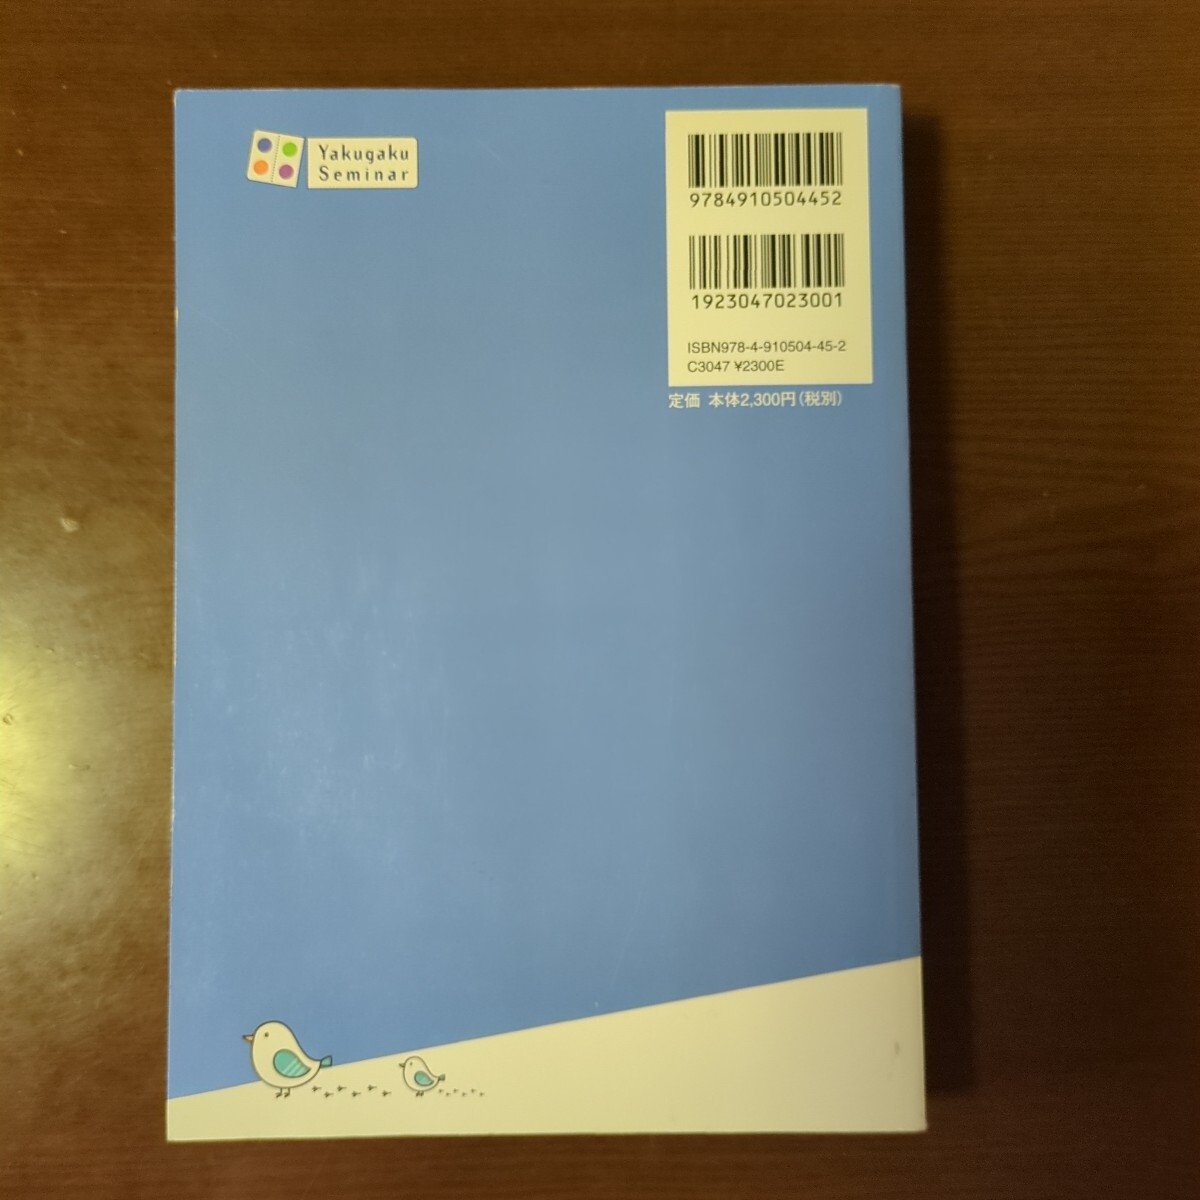 Yakugaku
Seminar
9784910504452
1923047023001
ISBN978-4-910504-45-2
C3047 ¥2300E
定価 本体2,300円(税別)